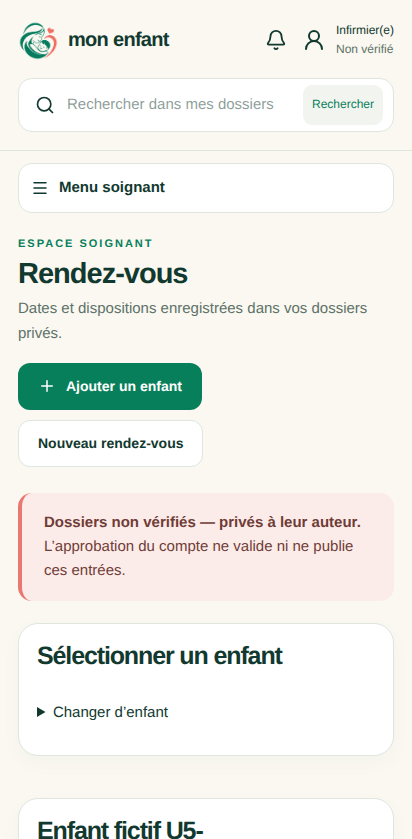 mon enfant
Infirmier(e)
Non vérifié
Rechercher dans mes dossiers
Rechercher
Menu soignant
ESPACE SOIGNANT
Rendez-vous
Dates et dispositions enregistrées dans vos dossiers
privés.
Ajouter un enfant
Nouveau rendez-vous
Dossiers non vérifiés — privés à leur auteur.
L'approbation du compte ne valide ni ne publie
ces entrées.
Sélectionner un enfant
Changer d’enfant
Enfant fictif U5-